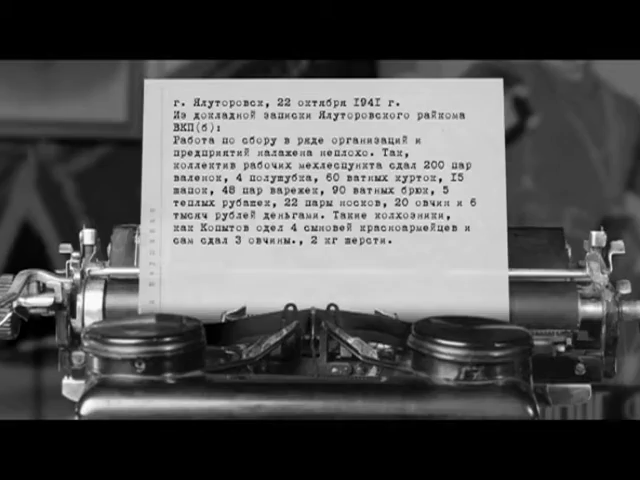 г. Ялуторовск, 22 октября 1941 г.
Из докладной записки Ялуторовского райкома
ВКП(б):
Работа по сбору в ряде организаций и
предприятий налажена неплохо. Так,
коллектив рабочих мехлеспункта сдал 200 пар
валенок, 4 полушубка, 60 ватных курток, 15
шапок, 48 пар варежек, 90 ватных брюк, 5
теплых рубашек, 22 пары носков, 20 овчин и 6
тысяч рублей деньгами. Такие колхозники,
как Копытов одел 4 сыновей красноармейцев и
сам сдал 3 овчины., 2 кг шерсти.